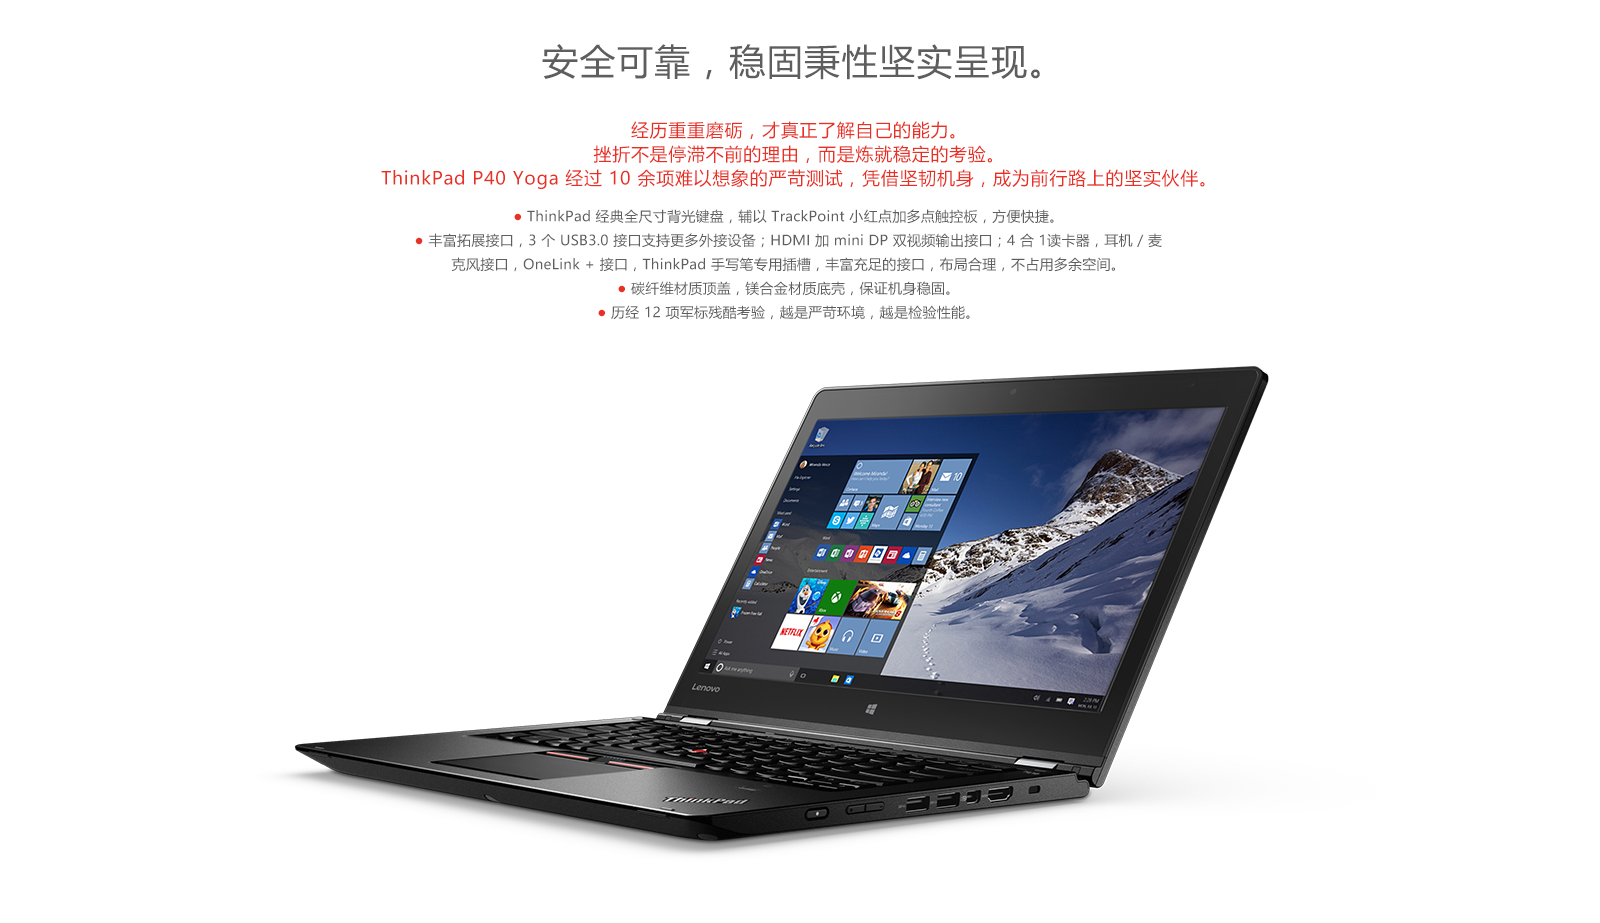 安全可靠，稳固秉性坚实呈现。
经历重重磨砺，才真正了解自己的能力。
挫折不是停滞不前的理由，而是炼就稳定的考验。
ThinkPad P40 Yoga 经过 10 余项难以想象的严苛测试，凭借坚韧机身，成为前行路上的坚实伙伴。
● ThinkPad 经典全尺寸背光键盘，辅以 TrackPoint 小红点加多点触控板，方便快捷。
● 丰富拓展接口，3 个 USB3.0 接口支持更多外接设备；HDMI 加 mini DP 双视频输出接口；4 合 1读卡器，耳机 / 麦
克风接口，OneLink + 接口，ThinkPad 手写笔专用插槽，丰富充足的接口，布局合理，不占用多余空间。
● 碳纤维材质顶盖，镁合金材质底壳，保证机身稳固。
● 历经 12 项军标残酷考验，越是严苛环境，越是检验性能。
10
NETFLIX
Ask me anything
Lenovo
ThinkPad